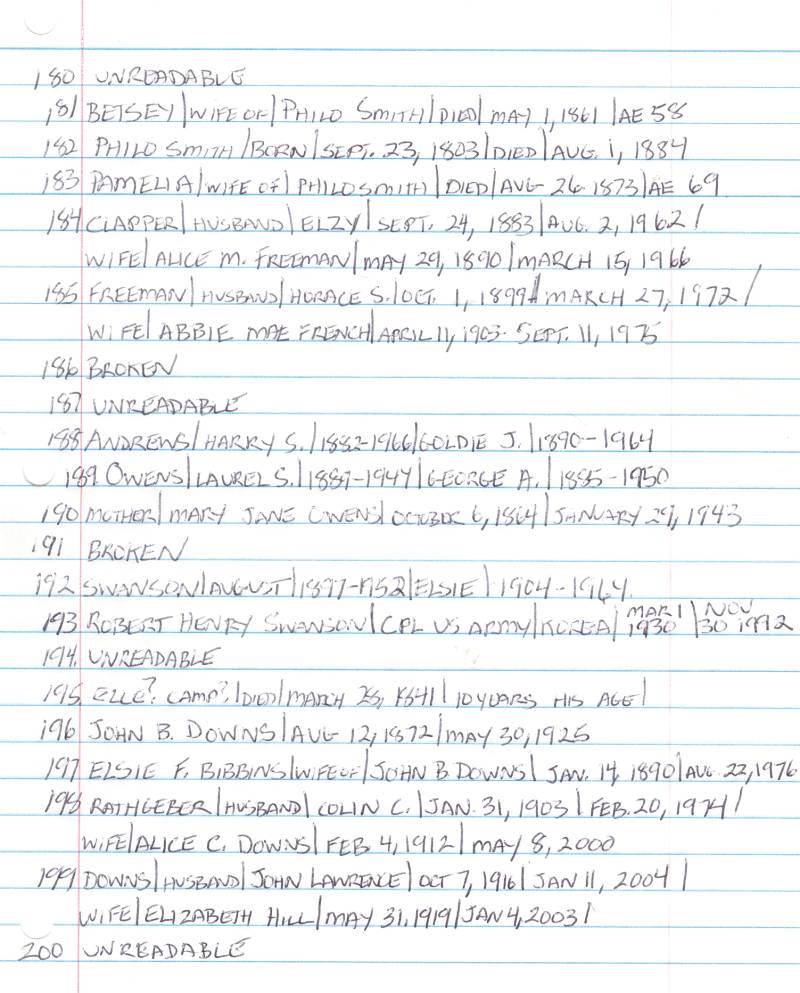 180 UNREADABLE
181 BETSEY|WIFE OF|PHILO SMITH|DIED|MAY 1, 1861|AE 58
182 PHILO SMITH|BORN|SEPT. 23, 1803|DIED|AUG. 1, 1884
183 PAMELIA|WIFE OF|PHILO SMITH|DIED|AUG 26 1873|AE 69
184 CLAPPER|HUSBAND|ELZY|SEPT. 24, 1883|AUG. 2, 1962|
WIFE|ALICE M. FREEMAN|MAY 29, 1890|MARCH 15, 1966
185 FREEMAN|HUSBAND|HORACE S.|OCT. 1, 1899|MARCH 27, 1972|
WIFE|ABBIE MAE FRENCH|APRIL 11, 1903- SEPT. 11, 1975
186 BROKEN
187 UNREADABLE
188 ANDREWS|HARRY S.|1882-1966|GOLDIE J.|1890-1964
189 OWENS|LAUREL S.|1887-1947|GEORGE A.|1885-1950
190 MOTHER|MARY JANE OWENS|OCTOBER 6, 1864|JANUARY 29, 1943
191 BROKEN
192 SWANSON|AUGUST|1897-1952|ELSIE|1904-1964
193 ROBERT HENRY SWANSON|CPL US ARMY|KOREA|MAR 1 1930|NOV 30 1992
194. UNREADABLE
195 ELLE? CAMP?|DIED|MARCH 28, 1841|10 YEARS HIS AGE|
196 JOHN B. DOWNS|AUG 12, 1872|MAY 30, 1925
197 ELSIE F. BIBBINS|WIFE OF|JOHN B DOWNS|JAN. 14, 1890|AUG. 22, 1976
198 RATHGEBER|HUSBAND|COLIN C.|JAN. 31, 1903|FEB. 20, 1974|
WIFE|ALICE C. DOWNS|FEB 4, 1912|MAY 8, 2000
199 DOWNS|HUSBAND|JOHN LAWRENCE|OCT 7, 1916|JAN 11, 2004|
WIFE|ELIZABETH HILL|MAY 31, 1919|JAN 4, 2003|
200 UNREADABLE